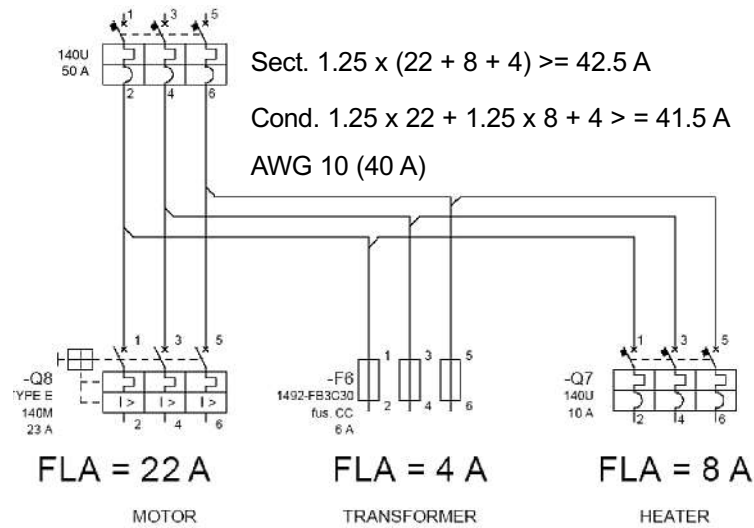 1 3 5
140U
50 A
2 4 6
Sect. 1.25 x (22 + 8 + 4) >= 42.5 A
Cond. 1.25 x 22 + 1.25 x 8 + 4 > = 41.5 A
AWG 10 (40 A)
1 3 5
-Q8
YPE E
140M
23 A
I> I> I>
2 4 6
1 3 5
-F6
1492-FB3C30
fus. CC
6 A
2 4 6
1 3 5
-Q7
140U
10 A
2 4 6
FLA = 22 A
FLA = 4 A
FLA = 8 A
MOTOR
TRANSFORMER
HEATER